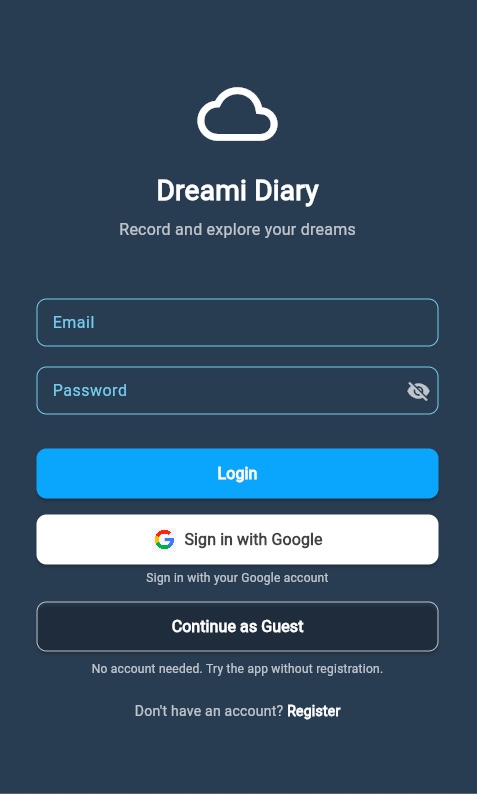 Dreami Diary
Record and explore your dreams
Email
Password
Login
Sign in with Google
Sign in with your Google account
Continue as Guest
No account needed. Try the app without registration.
Don't have an account? Register